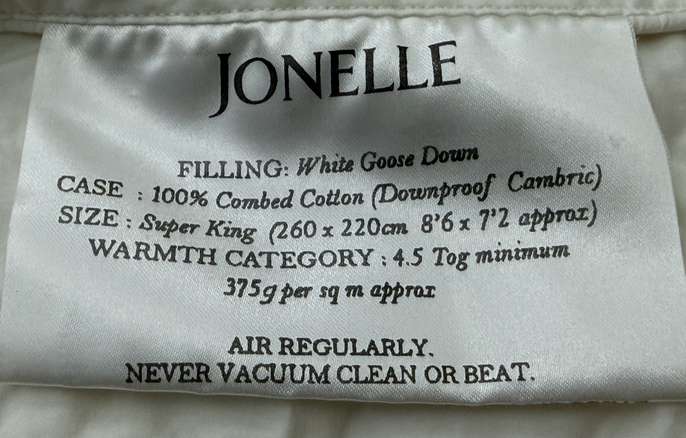 JONELLE
FILLING: White Goose Down
CASE : 100% Combed Cotton (Downproof Cambric)
SIZE : Super King (260 x 220cm 8'6 x 7'2 approx)
WARMTH CATEGORY : 4.5 Tog minimum
375g per sq m approx
AIR REGULARLY.
NEVER VACUUM CLEAN OR BEAT.